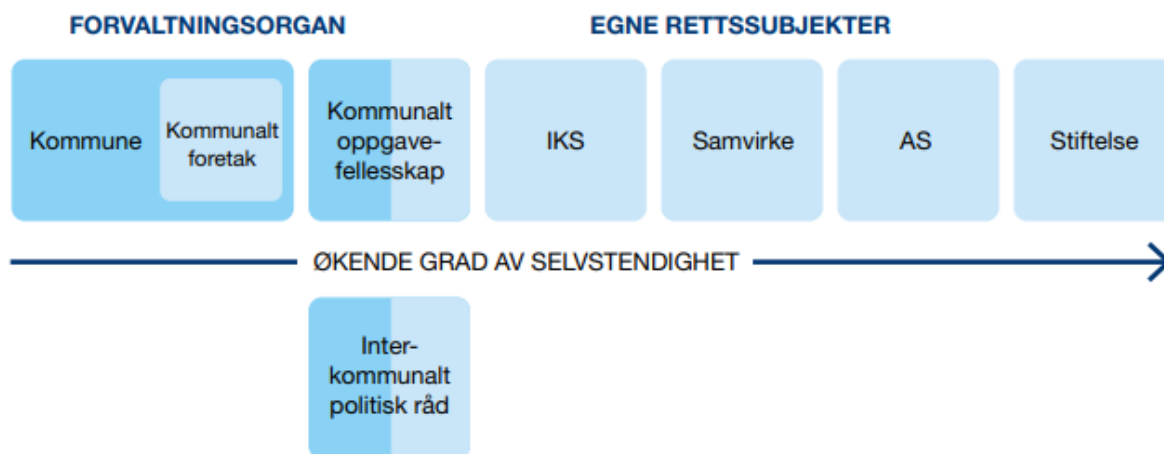 FORVALTNINGSORGAN
EGNE RETTSSUBJEKTER
Kommune
Kommunalt
foretak
Kommunalt
oppgave-
fellesskap
IKS
Samvirke
AS
Stiftelse
ØKENDE GRAD AV SELVSTENDIGHET
Inter-
kommunalt
politisk råd